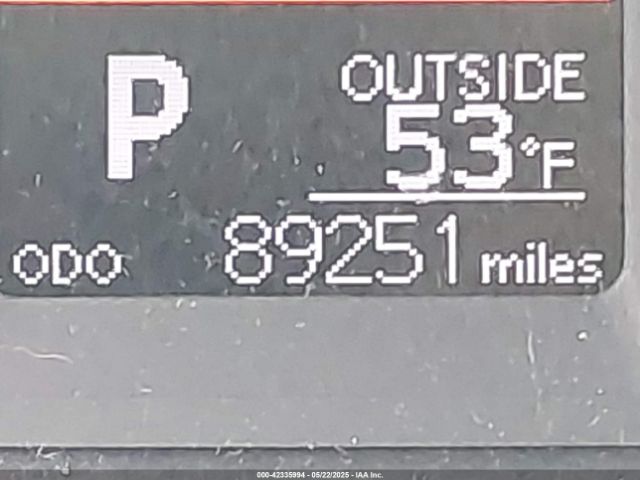 P
OUTSIDE
53°F
ODO 89251 miles
000-42335994 - 05/22/2025 - IAA Inc.